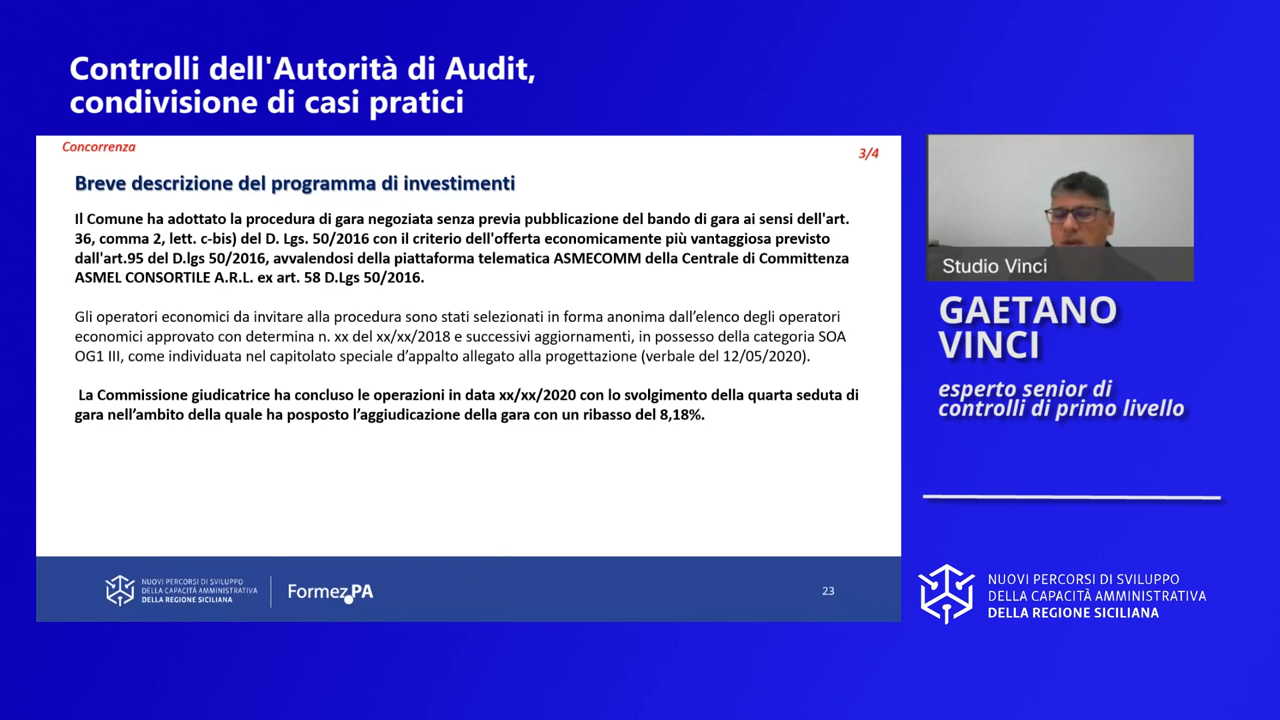 Controlli dell'Autorità di Audit,
condivisione di casi pratici
Concorrenza
3/4
Breve descrizione del programma di investimenti
Il Comune ha adottato la procedura di gara negoziata senza previa pubblicazione del bando di gara ai sensi dell'art.
36, comma 2, lett. c-bis) del D. Lgs. 50/2016 con il criterio dell'offerta economicamente più vantaggiosa previsto
dall'art.95 del D.lgs 50/2016, avvalendosi della piattaforma telematica ASMECOMM della Centrale di Committenza
ASMEL CONSORTILE A.R.L. ex art. 58 D.Lgs 50/2016.
Gli operatori economici da invitare alla procedura sono stati selezionati in forma anonima dall’elenco degli operatori
economici approvato con determina n. xx del xx/xx/2018 e successivi aggiornamenti, in possesso della categoria SOA
OG1 III, come individuata nel capitolato speciale d’appalto allegato alla progettazione (verbale del 12/05/2020).
La Commissione giudicatrice ha concluso le operazioni in data xx/xx/2020 con lo svolgimento della quarta seduta di
gara nell’ambito della quale ha posposto l’aggiudicazione della gara con un ribasso del 8,18%.
NUOVI PERCORSI DI SVILUPPO
DELLA CAPACITÀ AMMINISTRATIVA
DELLA REGIONE SICILIANA
Formez PA
23
Studio Vinci
GAETANO
VINCI
esperto senior di
controlli di primo livello
NUOVI PERCORSI DI SVILUPPO
DELLA CAPACITÀ AMMINISTRATIVA
DELLA REGIONE SICILIANA